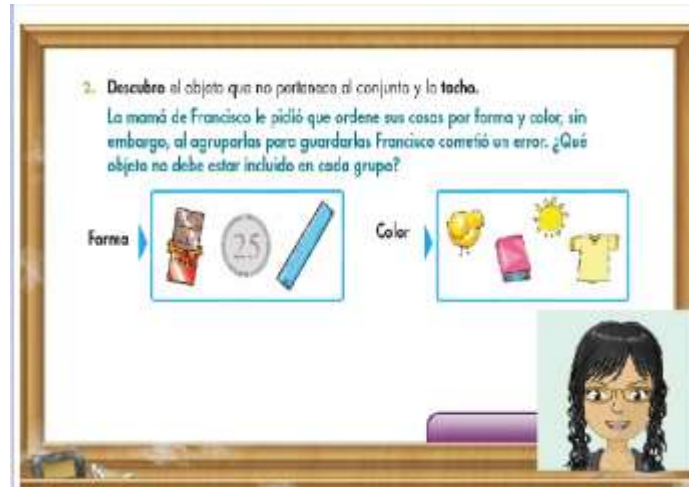 2. Descubro el objeto que no pertenece al conjunto y lo tacho.
La mamá de Francisco le pidió que ordene sus cosas por forma y color, sin
embargo, al agruparlas para guardarlas Francisco cometió un error. ¿Qué
objeto no debe estar incluido en cada grupo?
Forma
25
Color